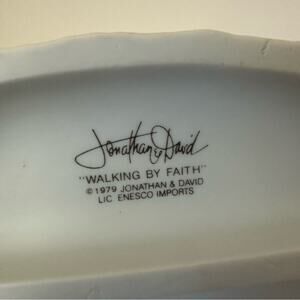 Jonathan & David
"WALKING BY FAITH"
© 1979 JONATHAN & DAVID
LIC. ENESCO IMPORTS